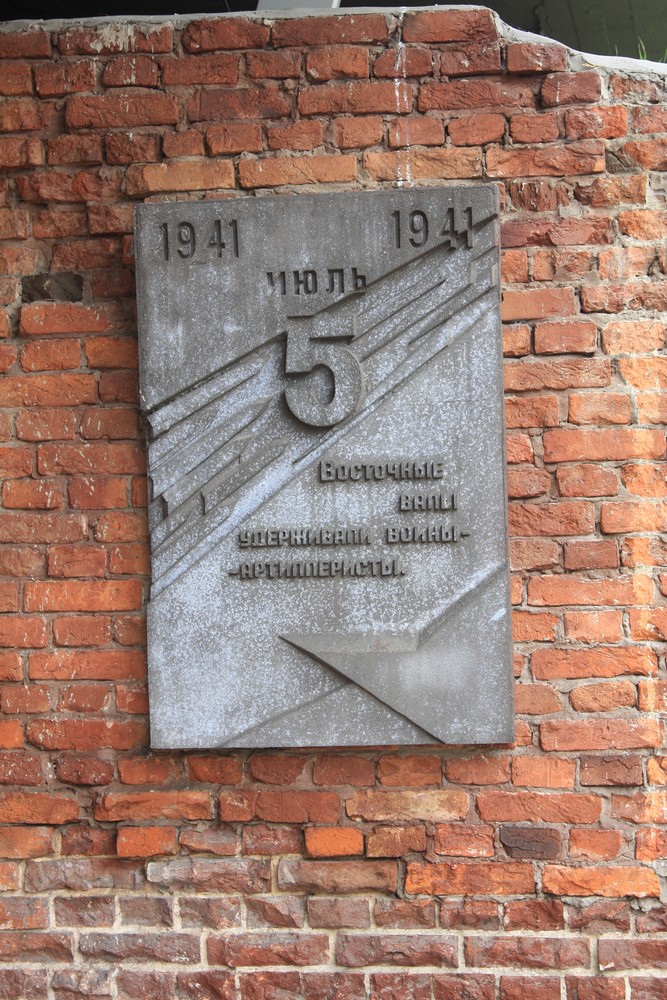 1941 1941
ИЮЛЬ
5
Восточные
валы
удерживали воины-
-артиллеристы.